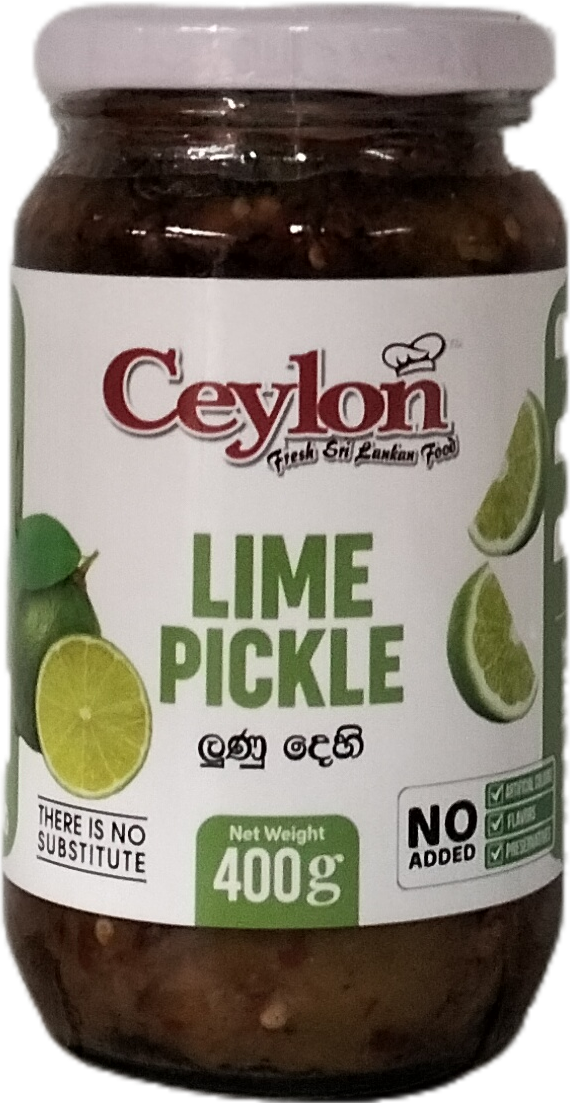 Ceylon
Fresh Sri Lankan Food
LIME
PICKLE
ලුණු දෙහි
THERE IS NO
SUBSTITUTE
Net Weight
400g
NO
ADDED
ARTIFICIAL COLORS
FLAVORS
PRESERVATIVES